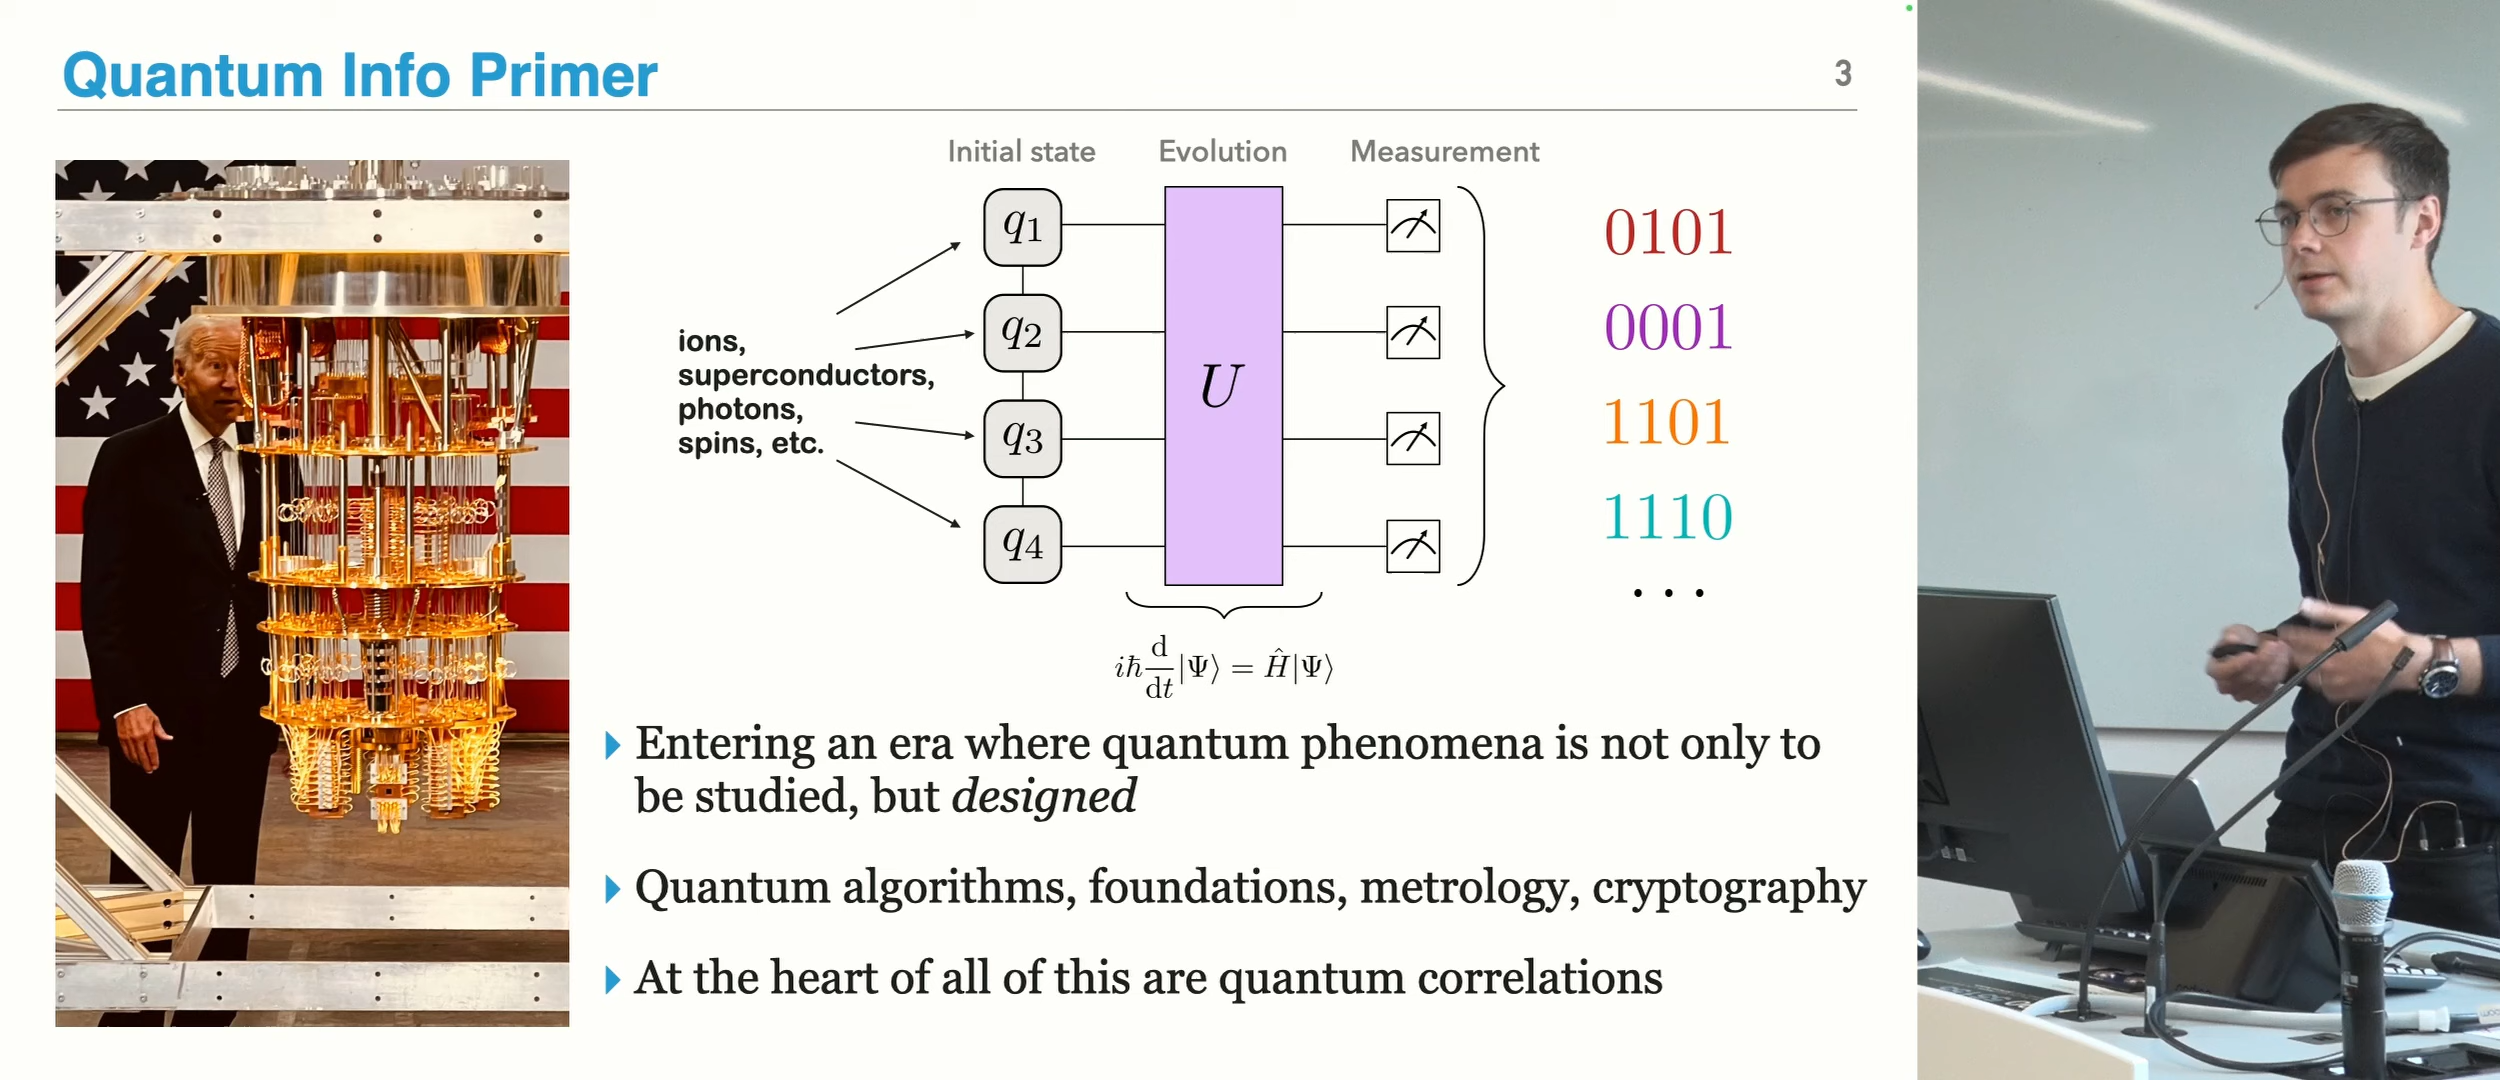 Quantum Info Primer
3
Initial state
Evolution
Measurement
ions,
superconductors,
photons,
spins, etc.
q1
q2
q3
q4
U
0101
0001
1101
1110
...
iħ d/dt |Ψ⟩ = Ĥ|Ψ⟩
Entering an era where quantum phenomena is not only to
be studied, but designed
Quantum algorithms, foundations, metrology, cryptography
At the heart of all of this are quantum correlations